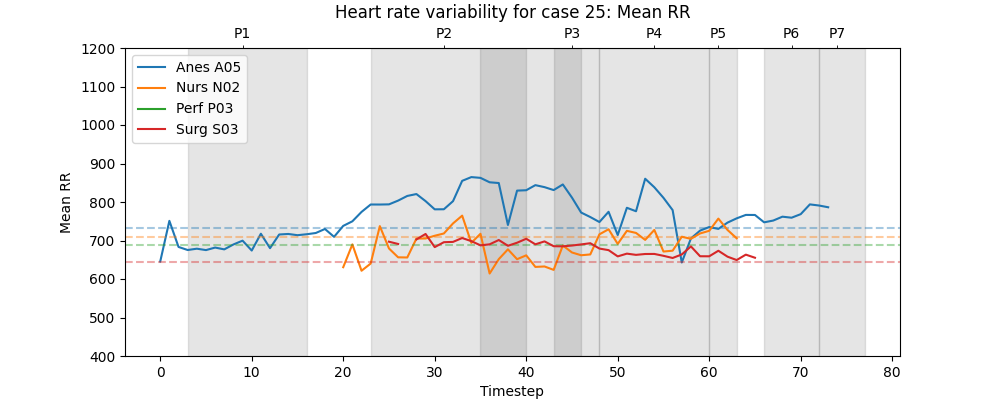 Heart rate variability for case 25: Mean RR
P1 P2 P3 P4 P5 P6 P7
1200
1100
1000
900
800
700
600
500
400
Mean RR
Anes A05
Nurs N02
Perf P03
Surg S03
0 10 20 30 40 50 60 70 80
Timestep